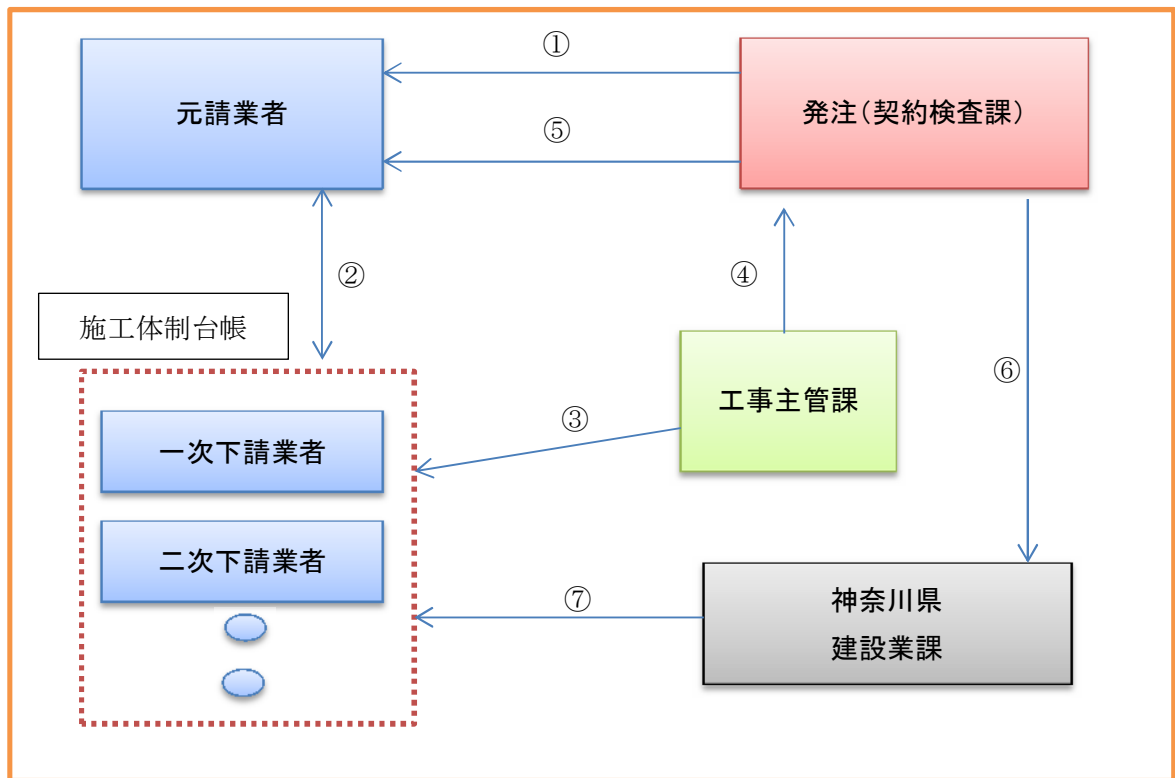 ①
元請業者
発注(契約検査課)
⑤
②
④
施工体制台帳
工事主管課
⑥
③
一次下請業者
二次下請業者
⑦
神奈川県
建設業課